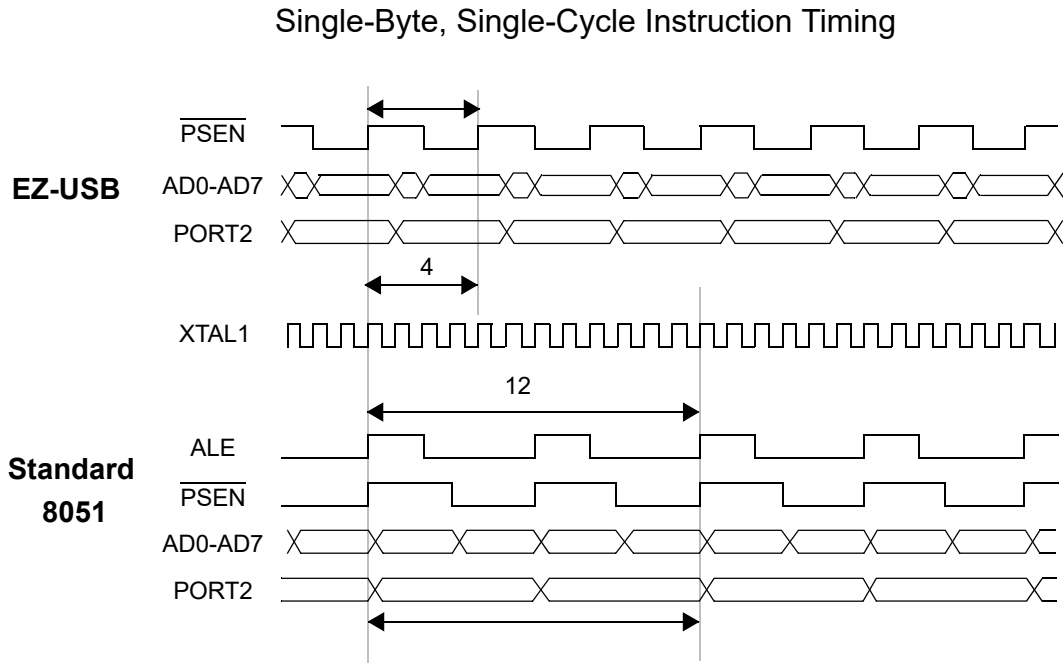 Single-Byte, Single-Cycle Instruction Timing
PSEN
EZ-USB
AD0-AD7
PORT2
4
XTAL1
12
ALE
Standard
8051
PSEN
AD0-AD7
PORT2